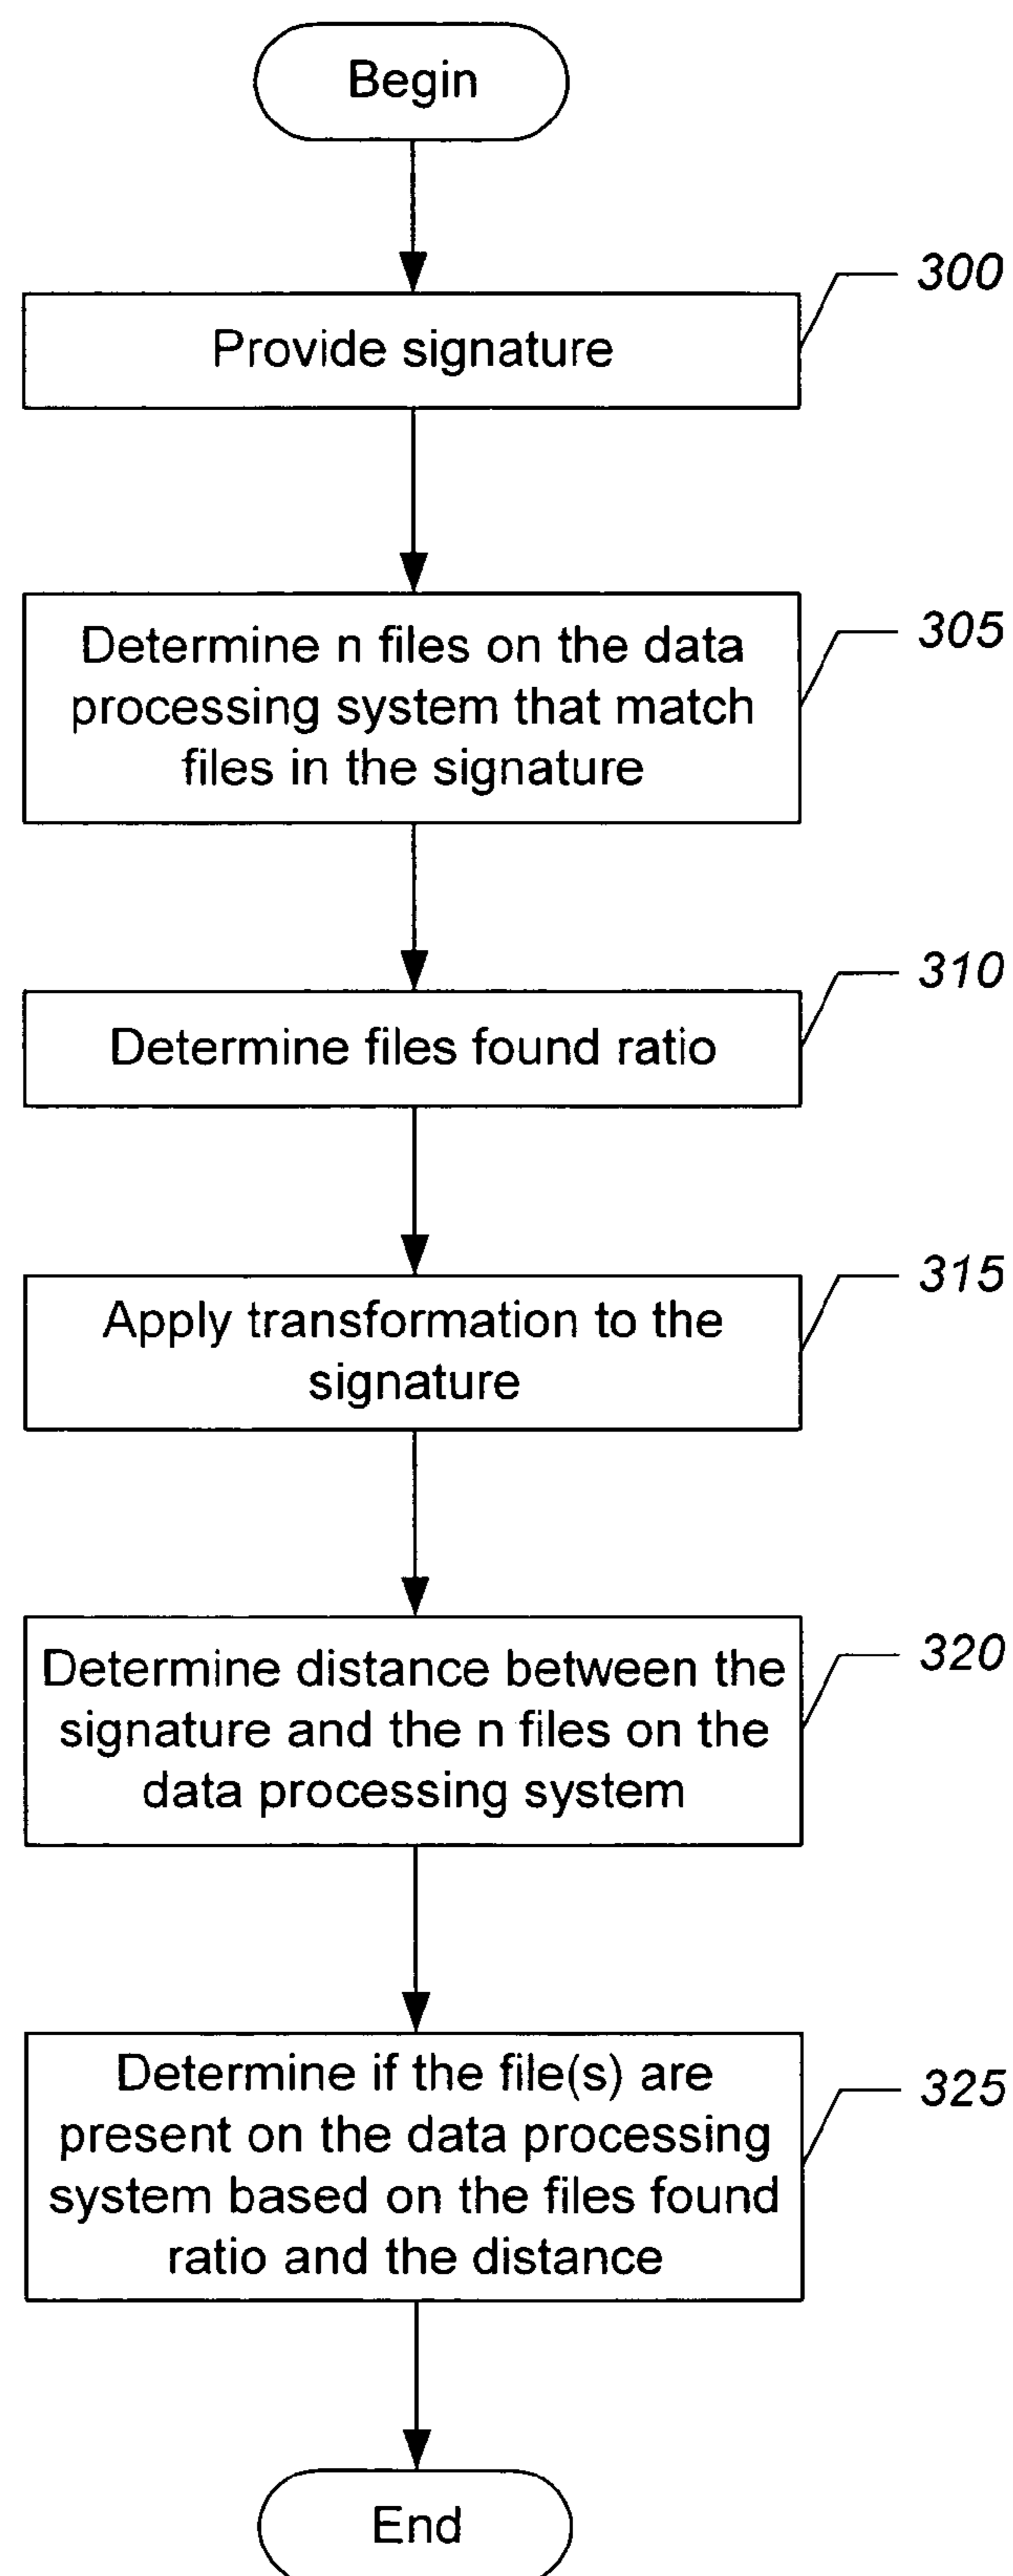 Begin
300
Provide signature
305
Determine n files on the data
processing system that match
files in the signature
310
Determine files found ratio
315
Apply transformation to the
signature
320
Determine distance between the
signature and the n files on the
data processing system
325
Determine if the file(s) are
present on the data processing
system based on the files found
ratio and the distance
End